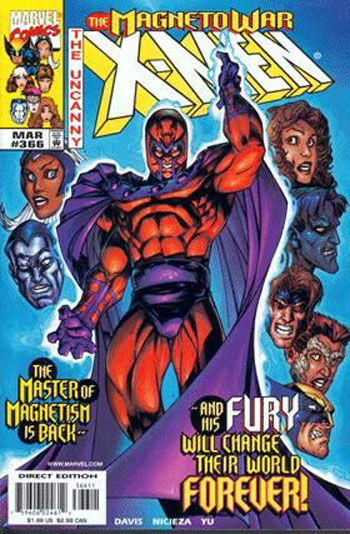 MARVEL
COMICS
MAR
#366
THE MAGNETO WAR
THE UNCANNY
X-MEN
THE
MASTER OF
MAGNETISM
IS BACK--
--AND
HIS FURY
WILL CHANGE
THEIR WORLD
FOREVER!
WWW.MARVEL.COM
DIRECT EDITION
36611
$1.99 US $2.99 CAN
DAVIS NICIEZA YU